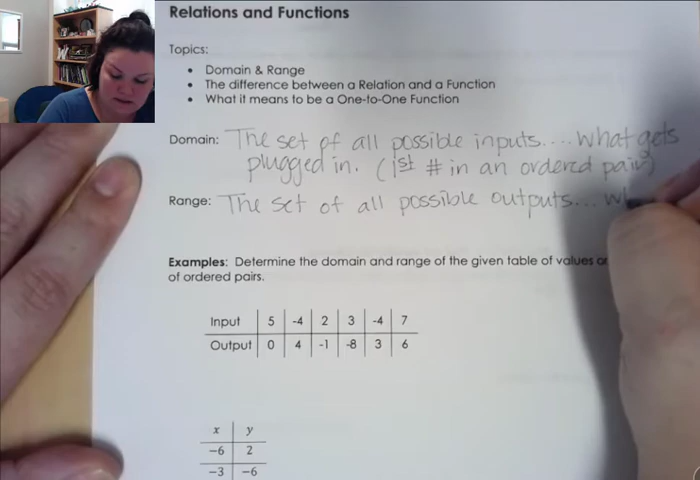 Relations and Functions
Topics:
• Domain & Range
• The difference between a Relation and a Function
• What it means to be a One-to-One Function
Domain: The set of all possible inputs.... what gets
plugged in. (1st # in an ordered pair)
Range: The set of all possible outputs...
Examples: Determine the domain and range of the given table of values or
of ordered pairs.
Input 5 -4 2 3 -4 7
Output 0 4 -1 -8 3 6
x y
-6 2
-3 -6